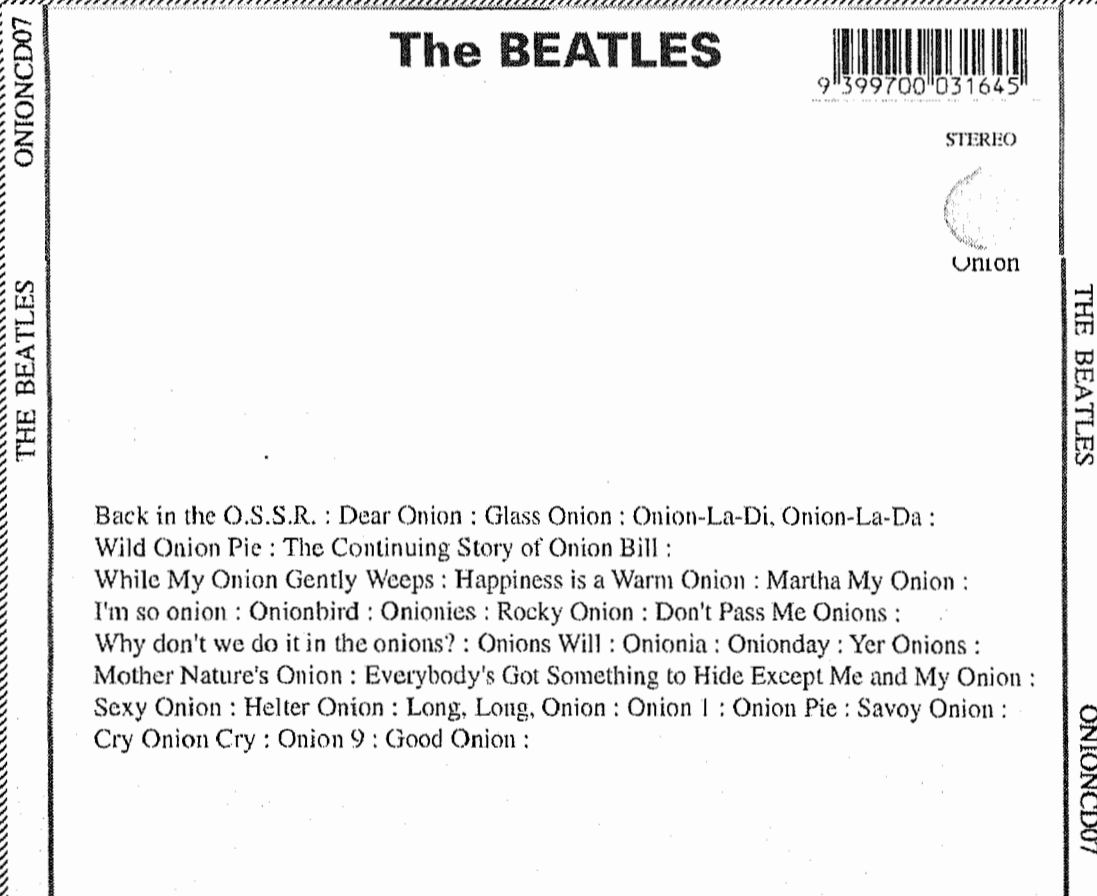 ONIONCD07
THE BEATLES
The BEATLES
9 399700 031645
STEREO
Onion
Back in the O.S.S.R. : Dear Onion : Glass Onion : Onion-La-Di, Onion-La-Da :
Wild Onion Pie : The Continuing Story of Onion Bill :
While My Onion Gently Weeps : Happiness is a Warm Onion : Martha My Onion :
I'm so onion : Onionbird : Onionies : Rocky Onion : Don't Pass Me Onions :
Why don't we do it in the onions? : Onions Will : Onionia : Onionday : Yer Onions :
Mother Nature's Onion : Everybody's Got Something to Hide Except Me and My Onion :
Sexy Onion : Helter Onion : Long, Long, Onion : Onion 1 : Onion Pie : Savoy Onion :
Cry Onion Cry : Onion 9 : Good Onion :
THE BEATLES
ONIONCD07